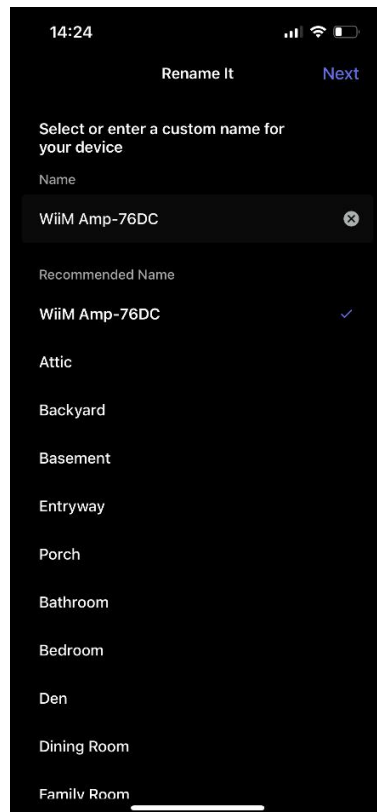 14:24
Rename It
Next
Select or enter a custom name for
your device
Name
WiiM Amp-76DC
Recommended Name
WiiM Amp-76DC
Attic
Backyard
Basement
Entryway
Porch
Bathroom
Bedroom
Den
Dining Room
Family Room